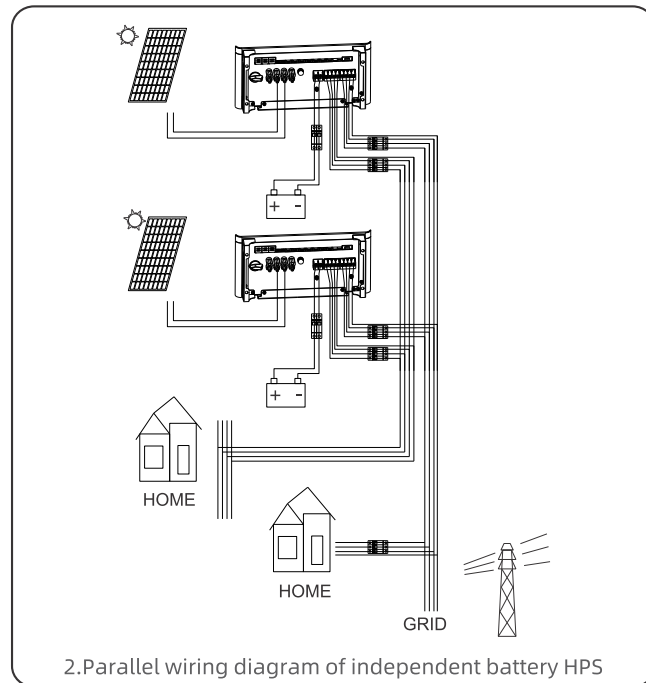 + -
+ -
HOME
HOME
GRID
2.Parallel wiring diagram of independent battery HPS